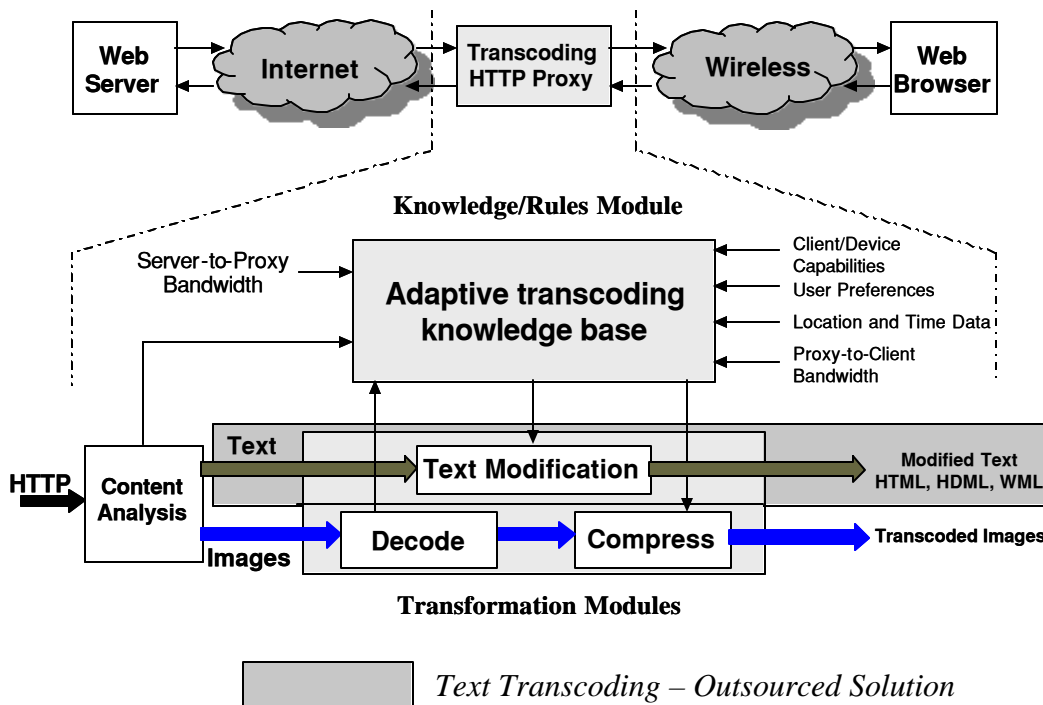 Web
Server
Internet
Transcoding
HTTP Proxy
Wireless
Web
Browser
Knowledge/Rules Module
Server-to-Proxy
Bandwidth
Adaptive transcoding
knowledge base
Client/Device
Capabilities
User Preferences
Location and Time Data
Proxy-to-Client
Bandwidth
HTTP
Content
Analysis
Text
Text Modification
Modified Text
HTML, HDML, WML
Images
Decode
Compress
Transcoded Images
Transformation Modules
Text Transcoding – Outsourced Solution